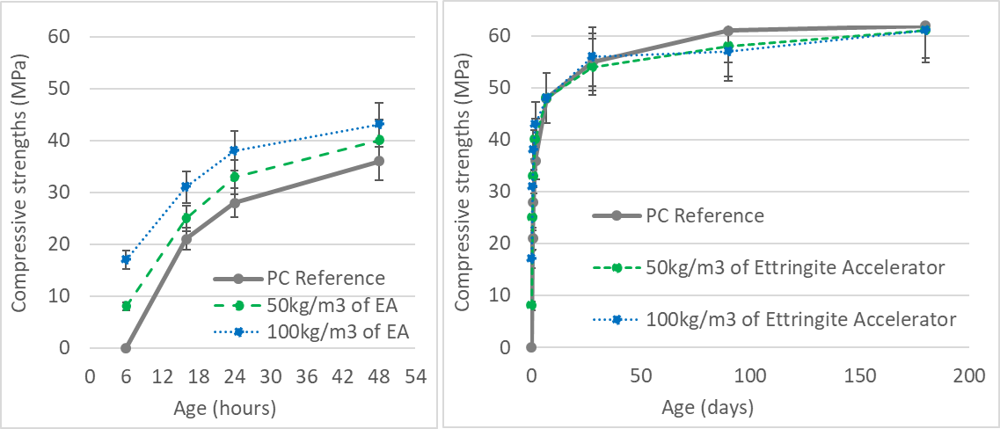 Compressive strengths (MPa)
60
50
40
30
20
10
0
PC Reference
50kg/m3 of EA
100kg/m3 of EA
0 6 12 18 24 30 36 42 48 54
Age (hours)
Compressive strengths (MPa)
60
50
40
30
20
10
0
PC Reference
50kg/m3 of Ettringite Accelerator
100kg/m3 of Ettringite Accelerator
0 50 100 150 200
Age (days)